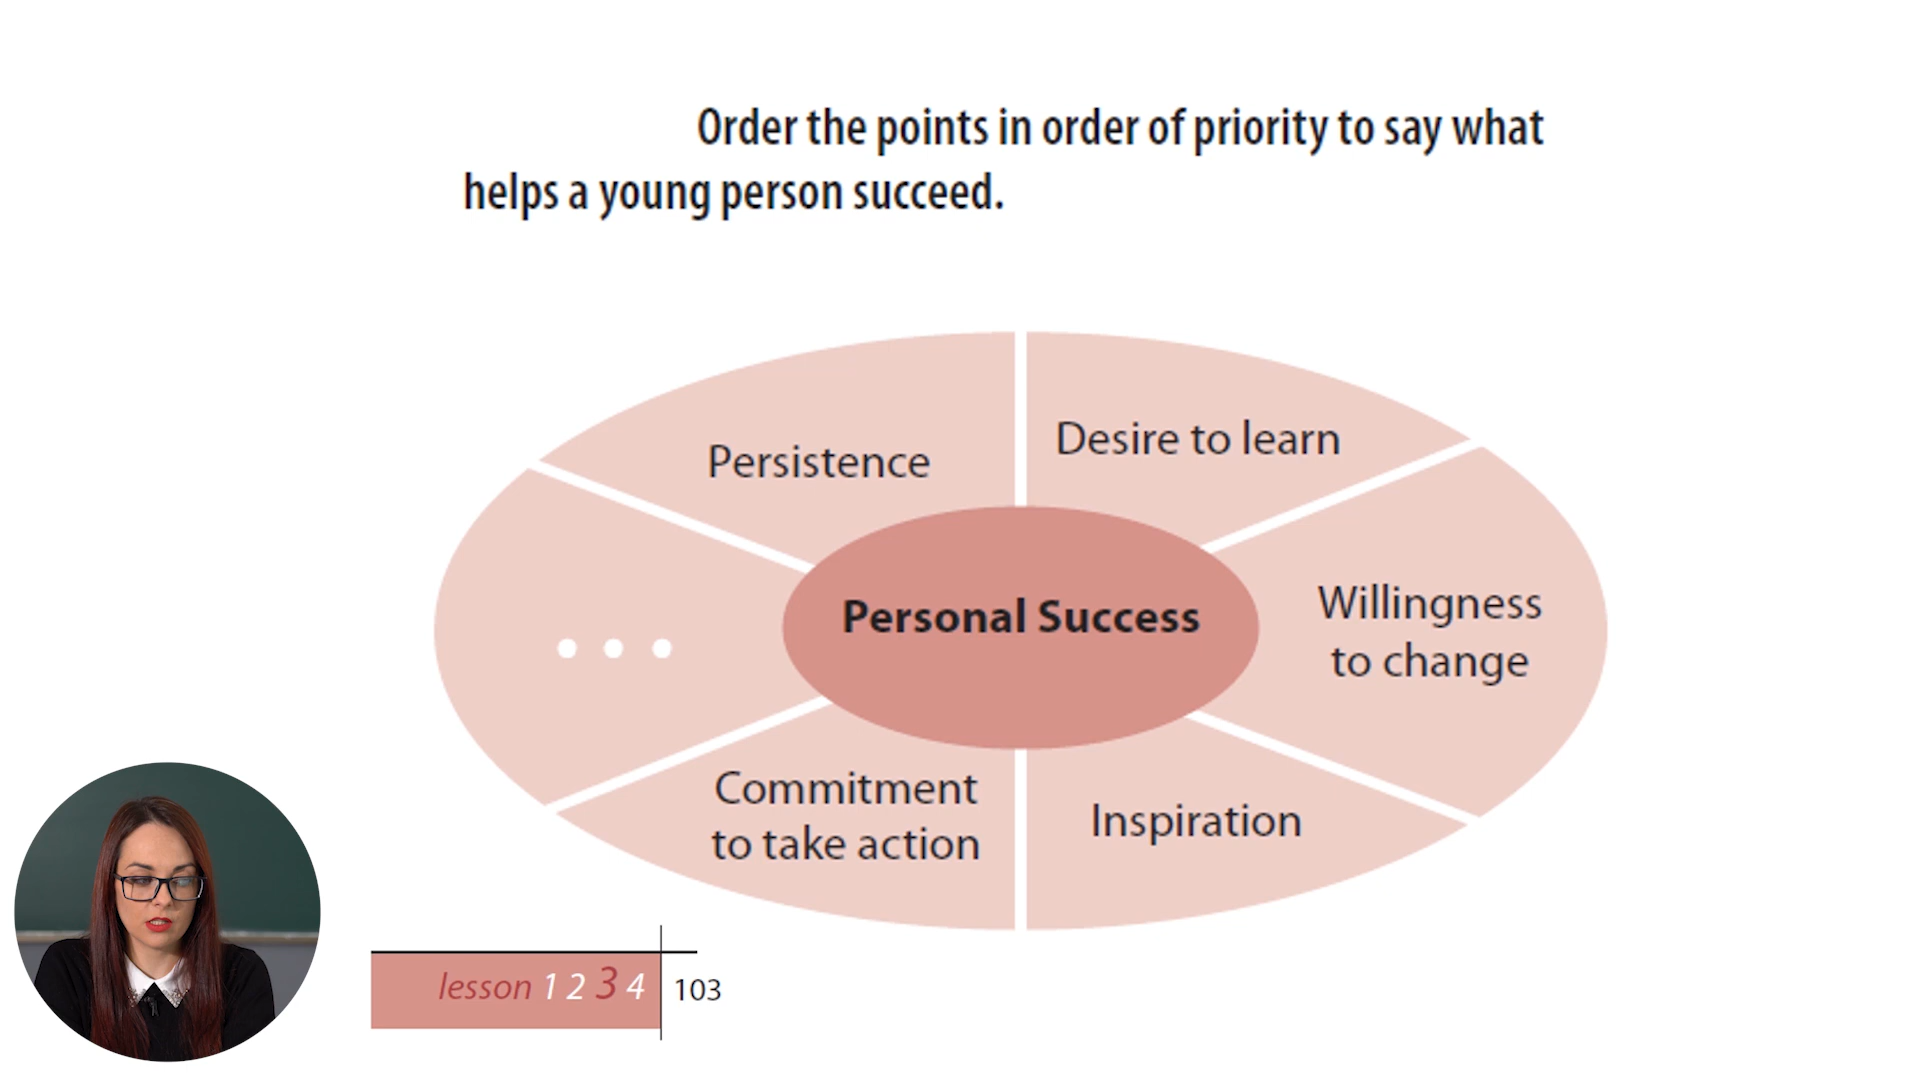 Order the points in order of priority to say what
helps a young person succeed.
Persistence
Desire to learn
Willingness
to change
Inspiration
Commitment
to take action
...
Personal Success
lesson 1 2 3 4
103